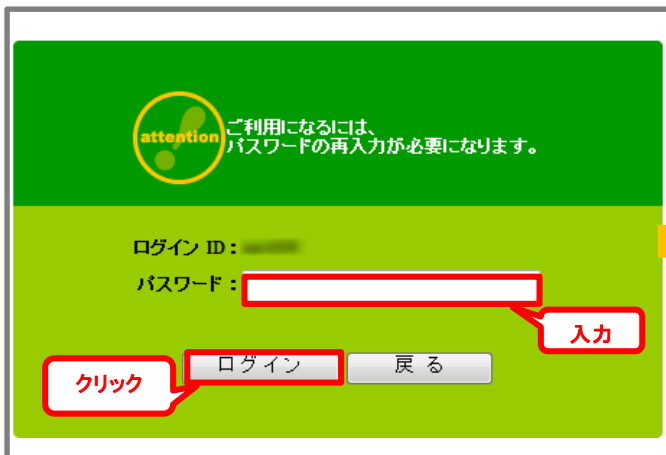 attention
ご利用になるには、
パスワードの再入力が必要になります。
ログイン ID：
パスワード：
入力
ログイン
戻る
クリック